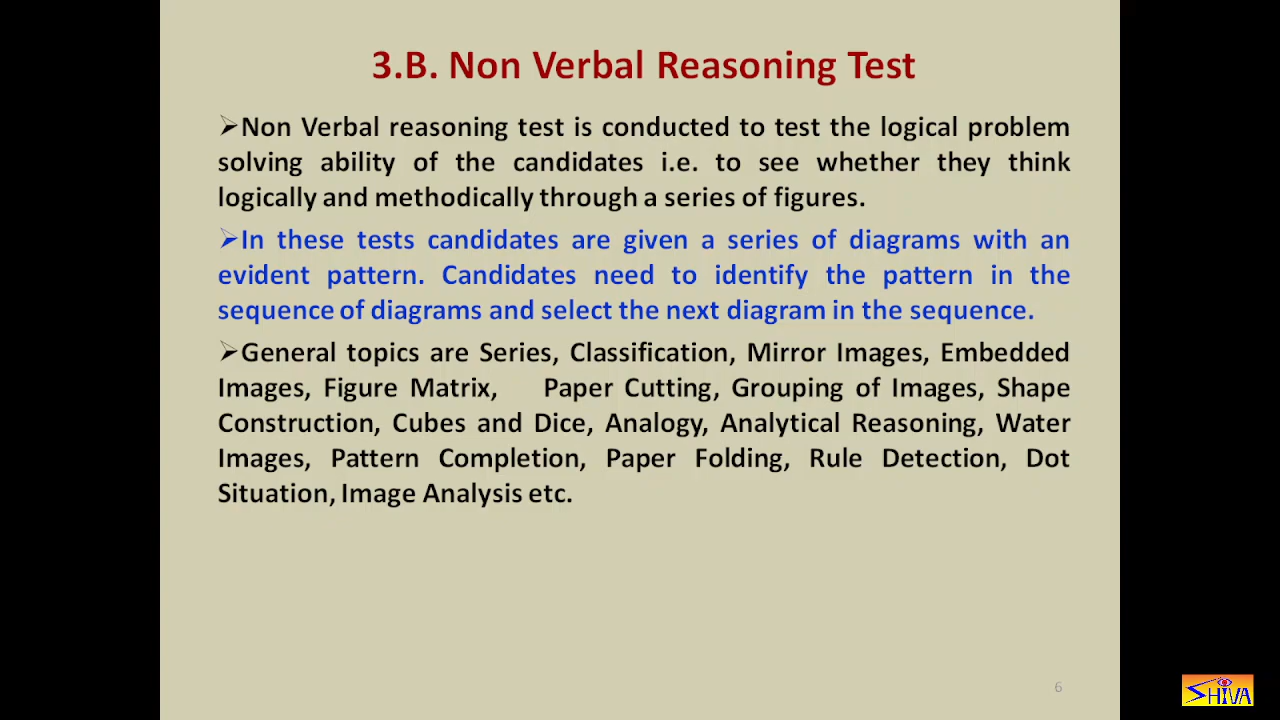 3.B. Non Verbal Reasoning Test
➢Non Verbal reasoning test is conducted to test the logical problem
solving ability of the candidates i.e. to see whether they think
logically and methodically through a series of figures.
➢In these tests candidates are given a series of diagrams with an
evident pattern. Candidates need to identify the pattern in the
sequence of diagrams and select the next diagram in the sequence.
➢General topics are Series, Classification, Mirror Images, Embedded
Images, Figure Matrix, Paper Cutting, Grouping of Images, Shape
Construction, Cubes and Dice, Analogy, Analytical Reasoning, Water
Images, Pattern Completion, Paper Folding, Rule Detection, Dot
Situation, Image Analysis etc.
6
SHIVA